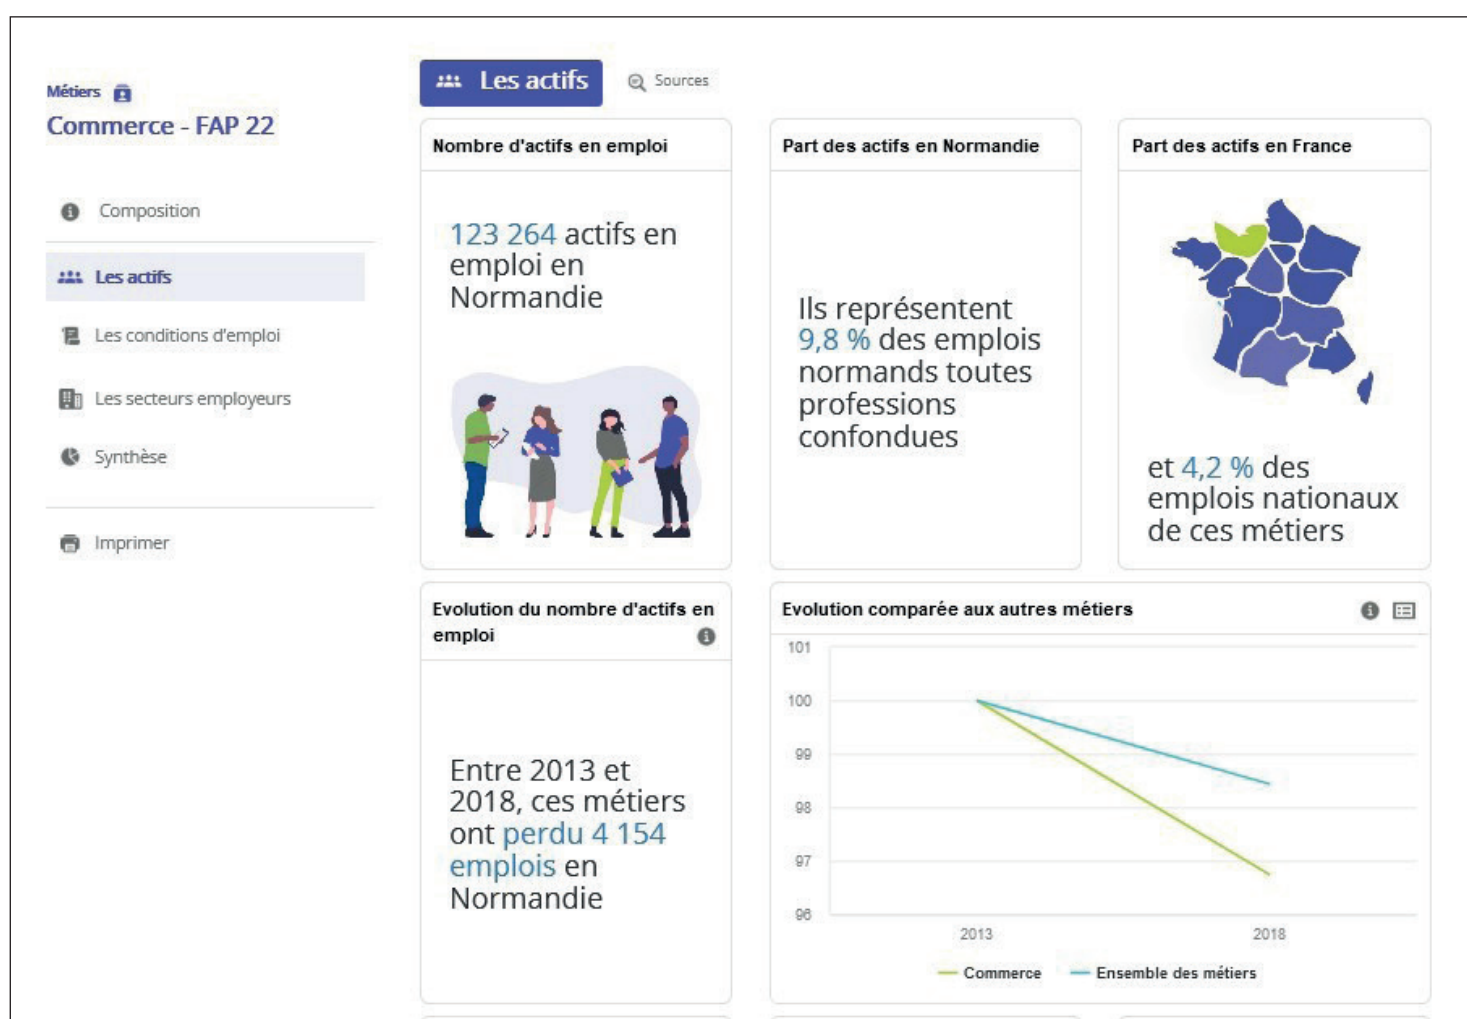 Métiers
Commerce - FAP 22
Composition
Les actifs
Les conditions d'emploi
Les secteurs employeurs
Synthèse
Imprimer
Les actifs
Sources
Nombre d'actifs en emploi
123 264 actifs en
emploi en
Normandie
Part des actifs en Normandie
Ils représentent
9,8 % des emplois
normands toutes
professions
confondues
Part des actifs en France
et 4,2 % des
emplois nationaux
de ces métiers
Evolution du nombre d'actifs en
emploi
Entre 2013 et
2018, ces métiers
ont perdu 4 154
emplois en
Normandie
Evolution comparée aux autres métiers
101
100
99
98
97
96
2013
2018
Commerce
Ensemble des métiers